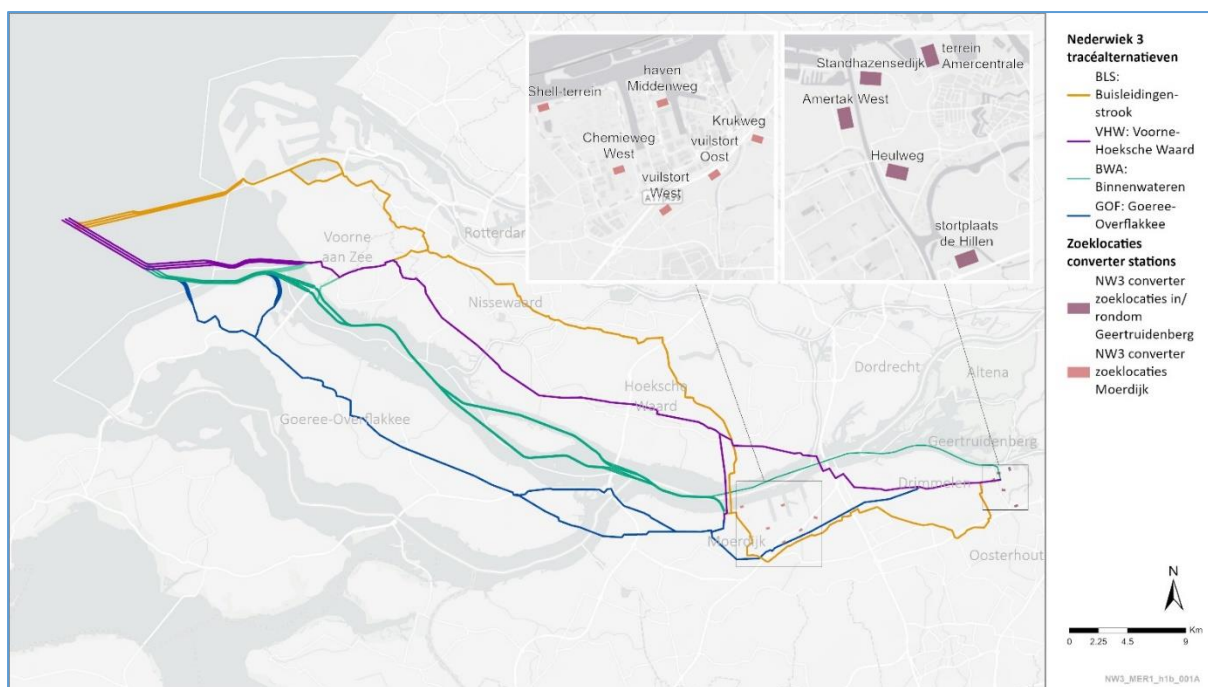 Shell-terrein
haven
Middenweg
Chemieweg
West
vuilstort
West
Krukweg
vuilstort
Oost
Standhazensedijk
terrein
Amercentrale
Amertak West
Heulweg
stortplaats
de Hillen
Voorne
aan Zee
Rotterdam
Nissewaard
Hoeksche
Waard
Dordrecht
Altena
Goeree-Overflakkee
Geertruidenberg
Drimmelen
Moerdijk
Oosterhout
Nederwiek 3
tracéalternatieven
BLS:
Buisleidingen-
strook
VHW: Voorne-
Hoeksche Waard
BWA:
Binnenwateren
GOF: Goeree-
Overflakkee
Zoeklocaties
converter stations
NW3 converter
zoeklocaties in/
rondom
Geertruidenberg
NW3 converter
zoeklocaties
Moerdijk
N
Km
0 2.25 4.5 9
NW3_MER1_h1b_001A